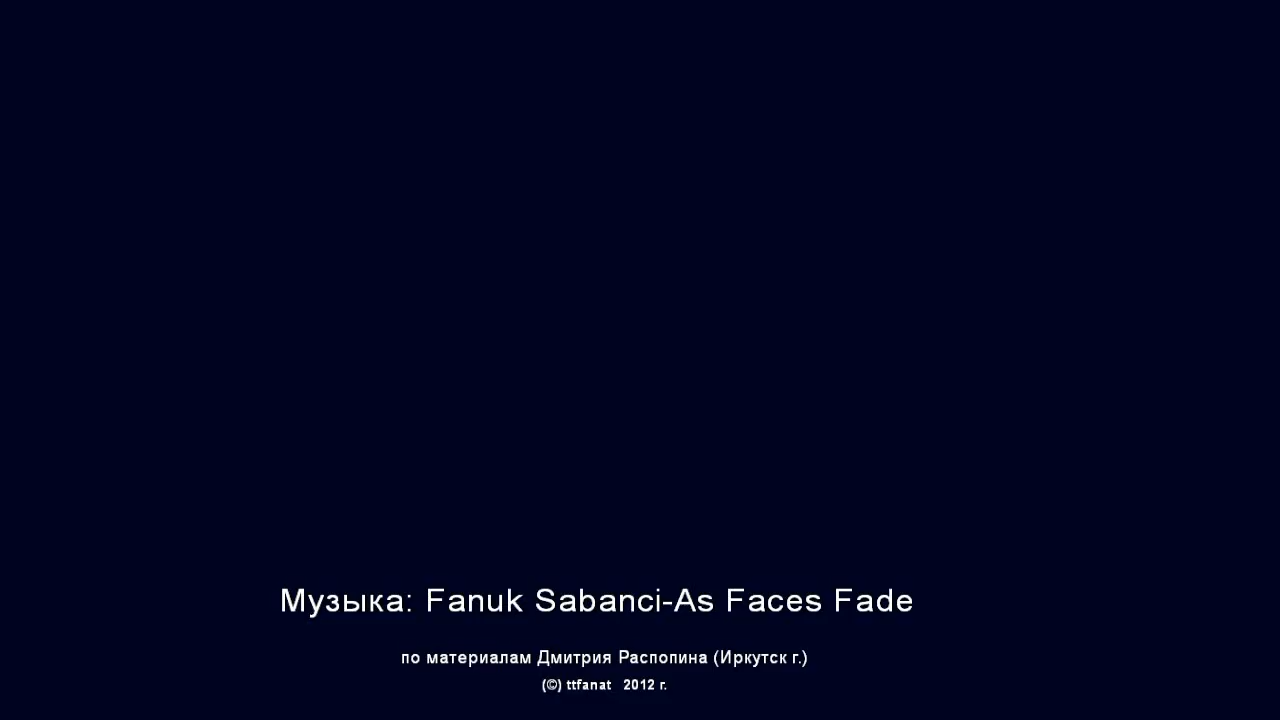 Музыка: Fanuk Sabanci-As Faces Fade
по материалам Дмитрия Распопина (Иркутск г.)
(©) ttfanat 2012 г.